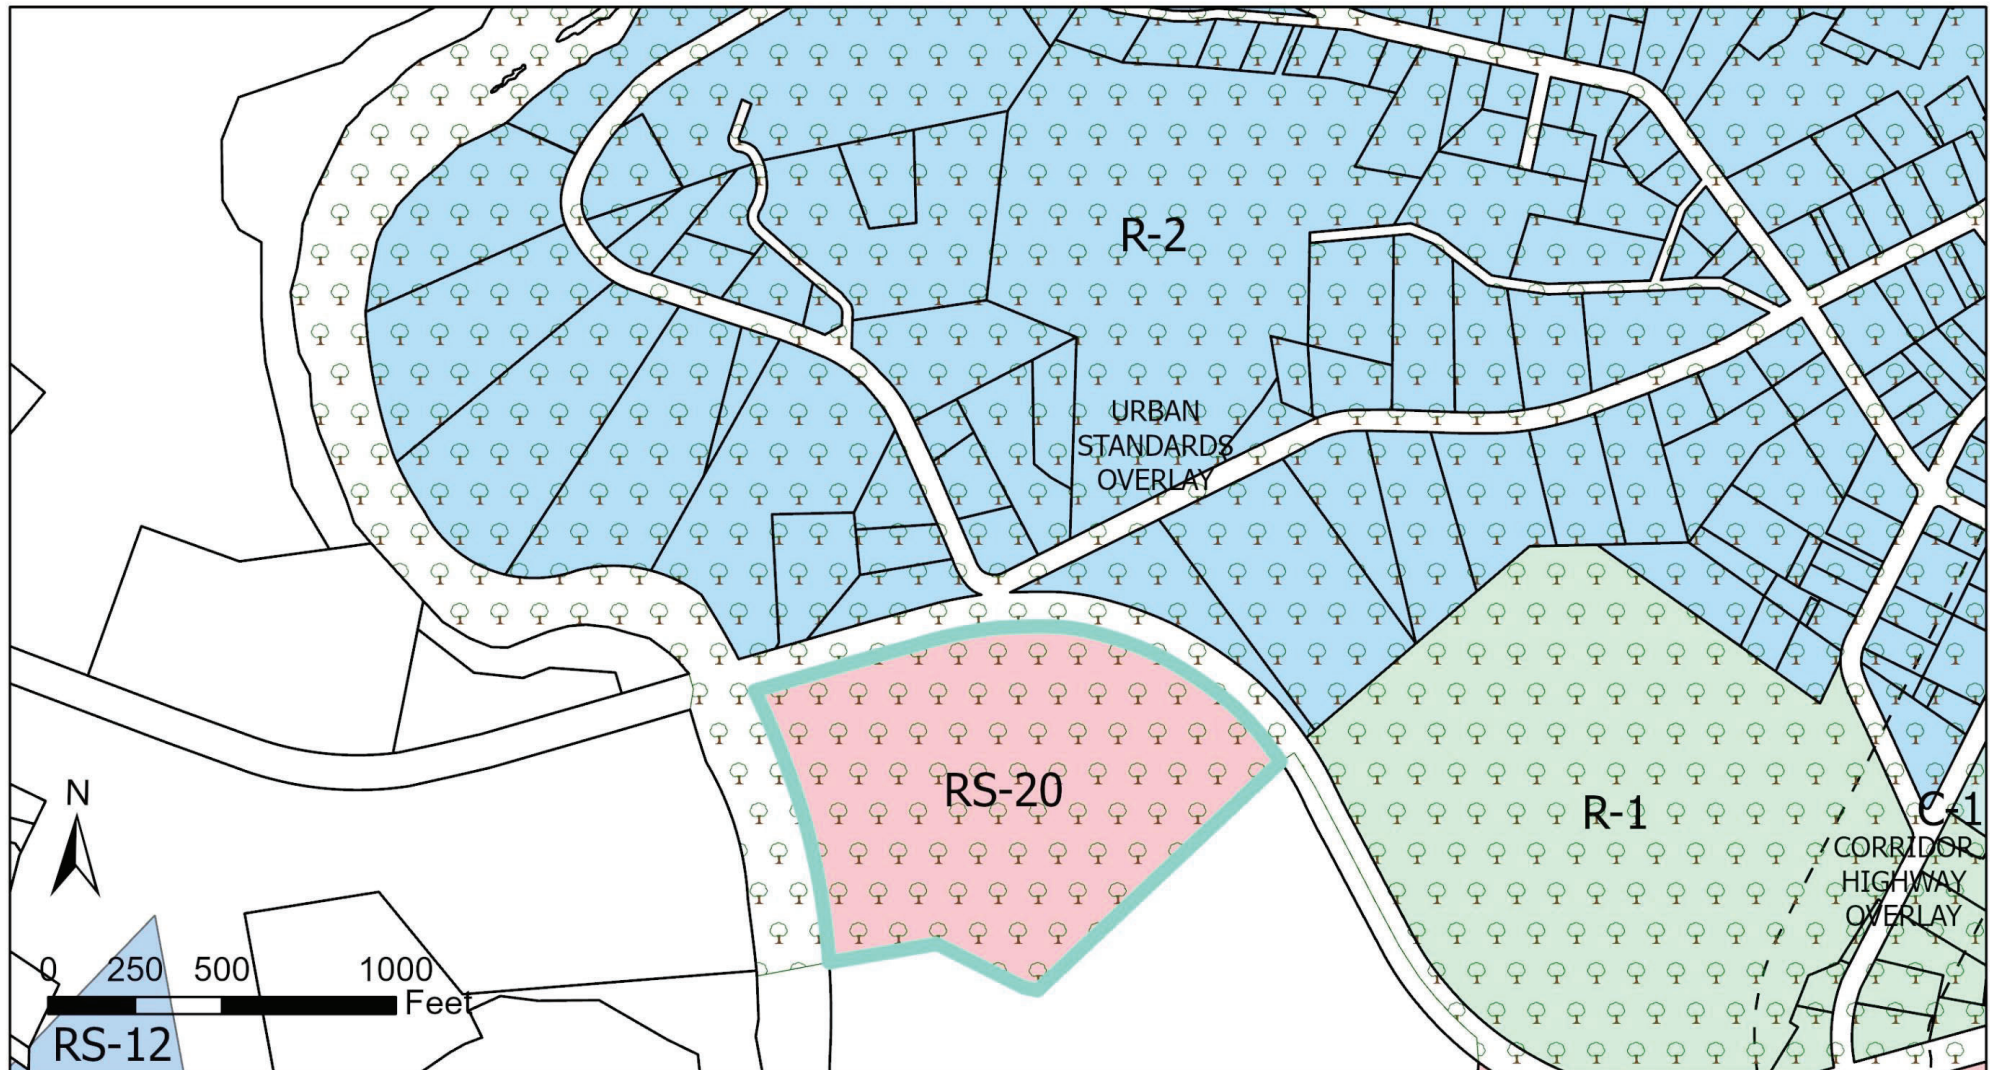 R-2
URBAN
STANDARDS
OVERLAY
RS-20
R-1
C-1
CORRIDOR
HIGHWAY
OVERLAY
N
0 250 500 1000
Feet
RS-12